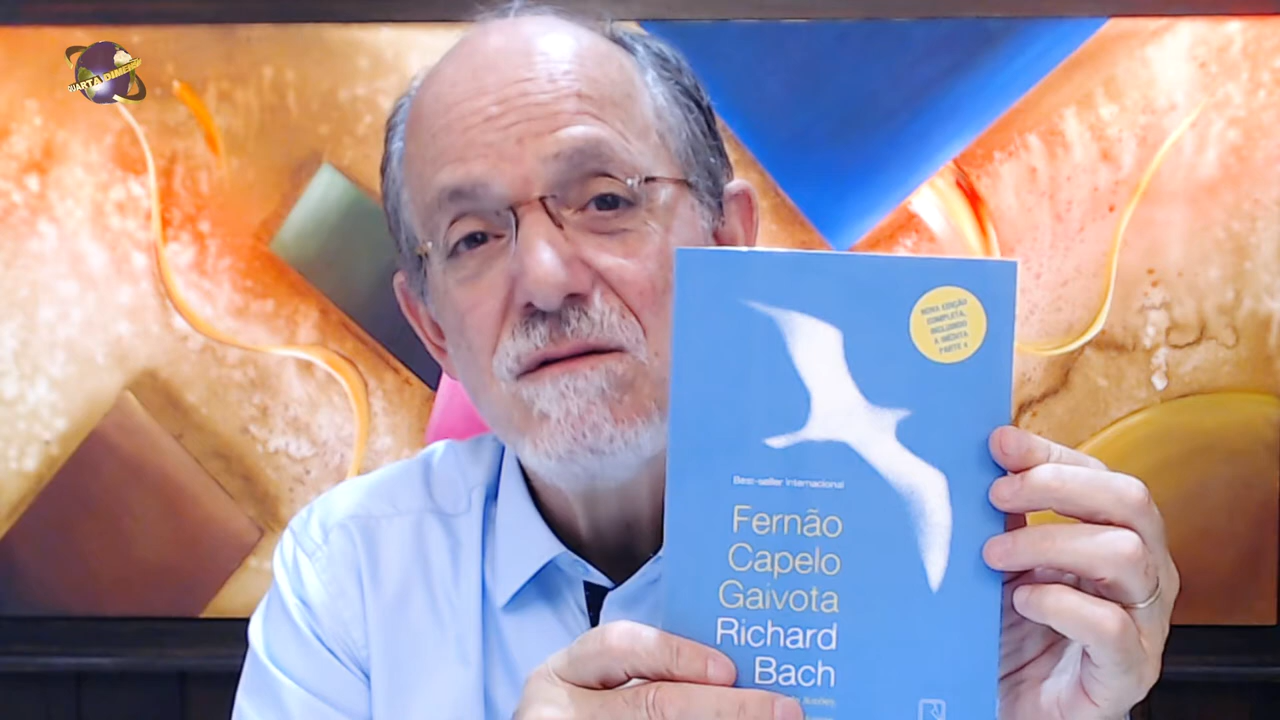 QUARTA DIMENSÃO
NOVA EDIÇÃO
COMPLETA,
INCLUINDO
A INÉDITA
PARTE 4
Best-seller internacional
Fernão
Capelo
Gaivota
Richard
Bach